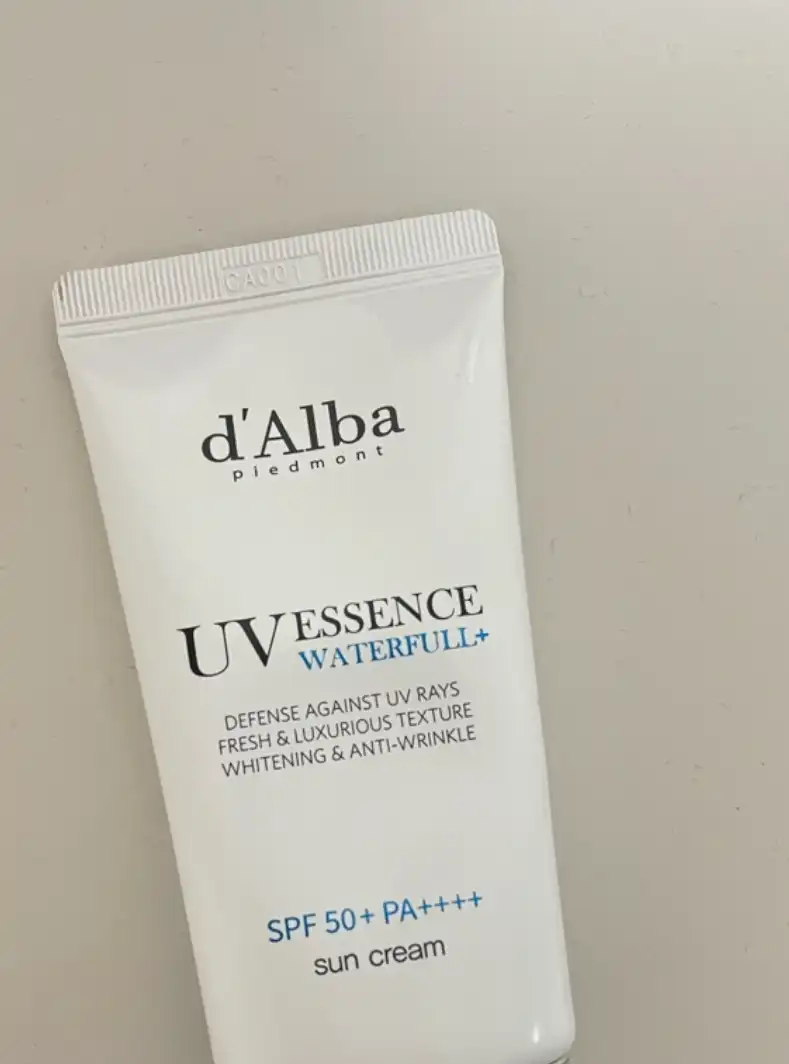 CA001
d'Alba
piedmont
UV ESSENCE
WATERFULL+
DEFENSE AGAINST UV RAYS
FRESH & LUXURIOUS TEXTURE
WHITENING & ANTI-WRINKLE
SPF 50+ PA++++
sun cream